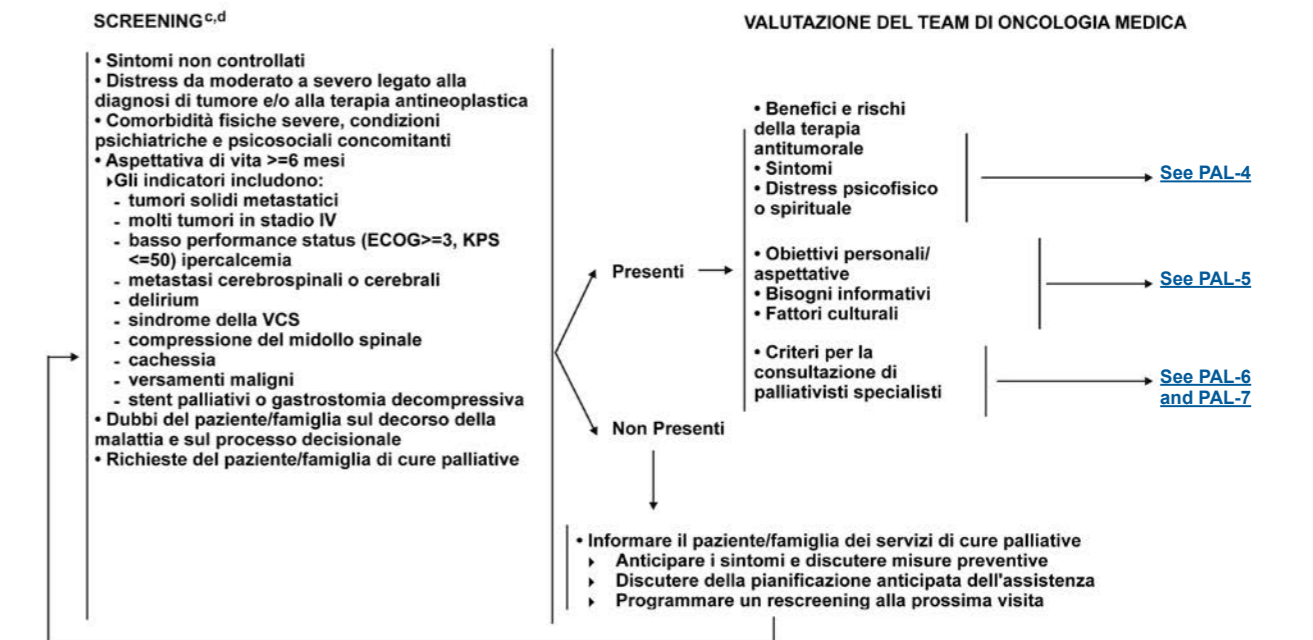 SCREENING c,d
• Sintomi non controllati
• Distress da moderato a severo legato alla
diagnosi di tumore e/o alla terapia antineoplastica
• Comorbidità fisiche severe, condizioni
psichiatriche e psicosociali concomitanti
• Aspettativa di vita >=6 mesi
▸Gli indicatori includono:
- tumori solidi metastatici
- molti tumori in stadio IV
- basso performance status (ECOG>=3, KPS
<=50) ipercalcemia
- metastasi cerebrospinali o cerebrali
- delirium
- sindrome della VCS
- compressione del midollo spinale
- cachessia
- versamenti maligni
- stent palliativi o gastrostomia decompressiva
• Dubbi del paziente/famiglia sul decorso della
malattia e sul processo decisionale
• Richieste del paziente/famiglia di cure palliative
Presenti
Non Presenti
VALUTAZIONE DEL TEAM DI ONCOLOGIA MEDICA
• Benefici e rischi
della terapia
antitumorale
• Sintomi
• Distress psicofisico
o spirituale
See PAL-4
• Obiettivi personali/
aspettative
• Bisogni informativi
• Fattori culturali
See PAL-5
• Criteri per la
consultazione di
palliativisti specialisti
See PAL-6
and PAL-7
• Informare il paziente/famiglia dei servizi di cure palliative
▸ Anticipare i sintomi e discutere misure preventive
▸ Discutere della pianificazione anticipata dell'assistenza
▸ Programmare un rescreening alla prossima visita